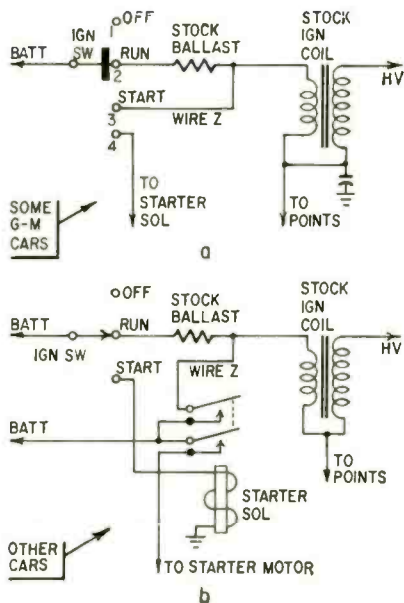 OFF
1
IGN
SW
BATT
RUN
2
STOCK
BALLAST
STOCK
IGN
COIL
HV
START
3
WIRE Z
4
TO
STARTER
SOL
TO
POINTS
SOME
G-M
CARS
a
OFF
STOCK
BALLAST
STOCK
IGN
COIL
HV
BATT
RUN
IGN SW
START
WIRE Z
BATT
TO
POINTS
STARTER
SOL
OTHER
CARS
TO STARTER MOTOR
b